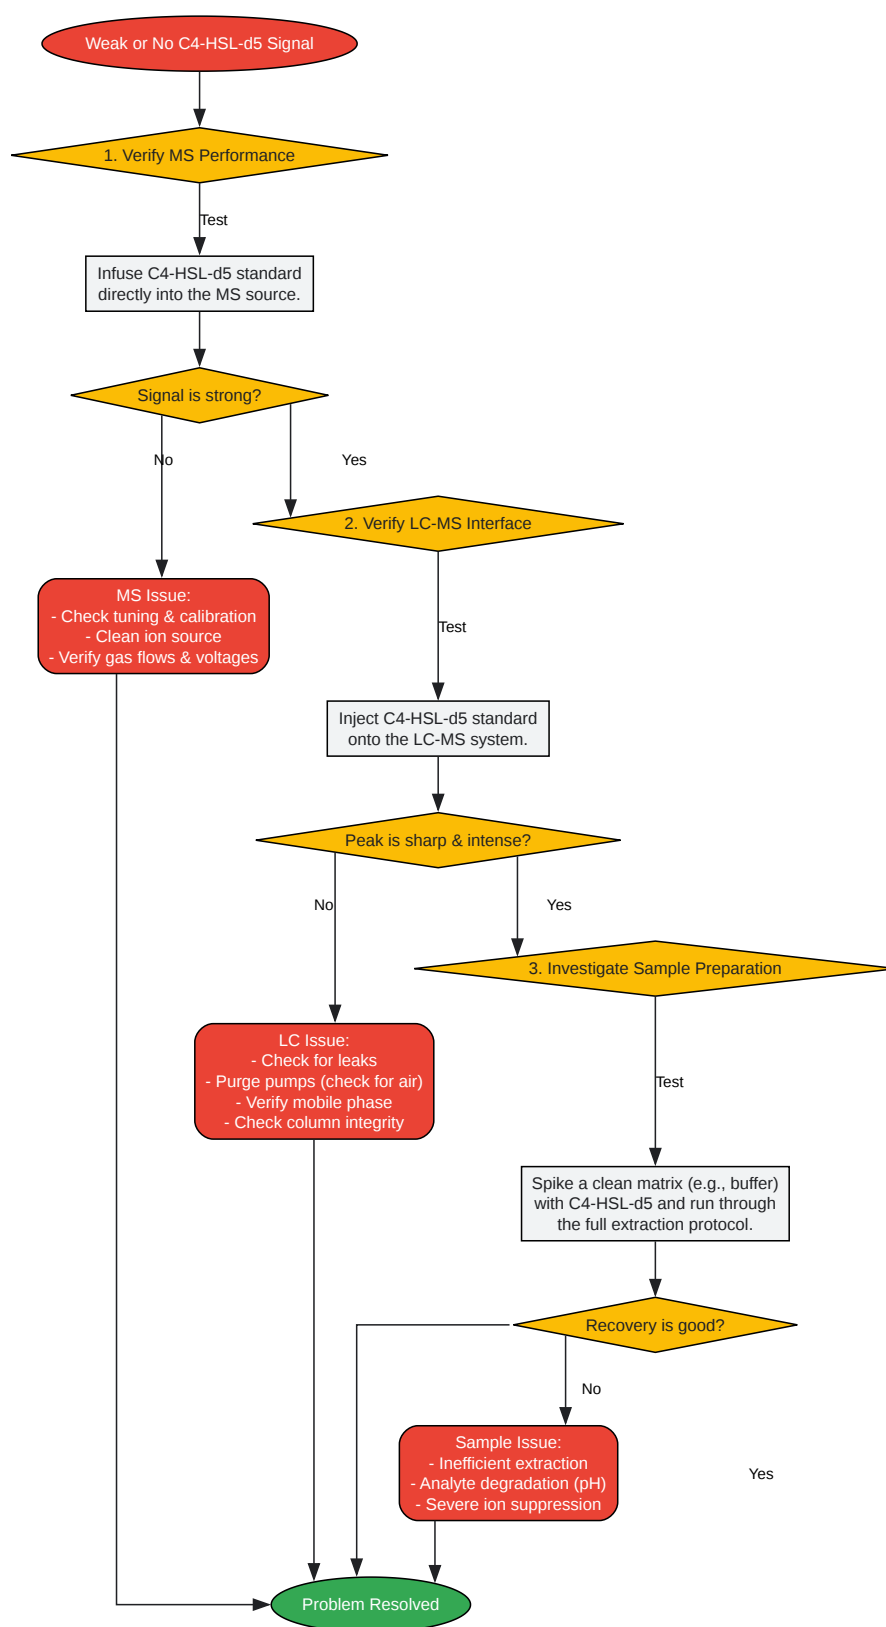 Weak or No C4-HSL-d5 Signal
1. Verify MS Performance
Test
Infuse C4-HSL-d5 standard
directly into the MS source.
Signal is strong?
No
Yes
2. Verify LC-MS Interface
MS Issue:
- Check tuning & calibration
- Clean ion source
- Verify gas flows & voltages
Test
Inject C4-HSL-d5 standard
onto the LC-MS system.
Peak is sharp & intense?
No
Yes
3. Investigate Sample Preparation
LC Issue:
- Check for leaks
- Purge pumps (check for air)
- Verify mobile phase
- Check column integrity
Test
Spike a clean matrix (e.g., buffer)
with C4-HSL-d5 and run through
the full extraction protocol.
Recovery is good?
No
Sample Issue:
- Inefficient extraction
- Analyte degradation (pH)
- Severe ion suppression
Yes
Problem Resolved